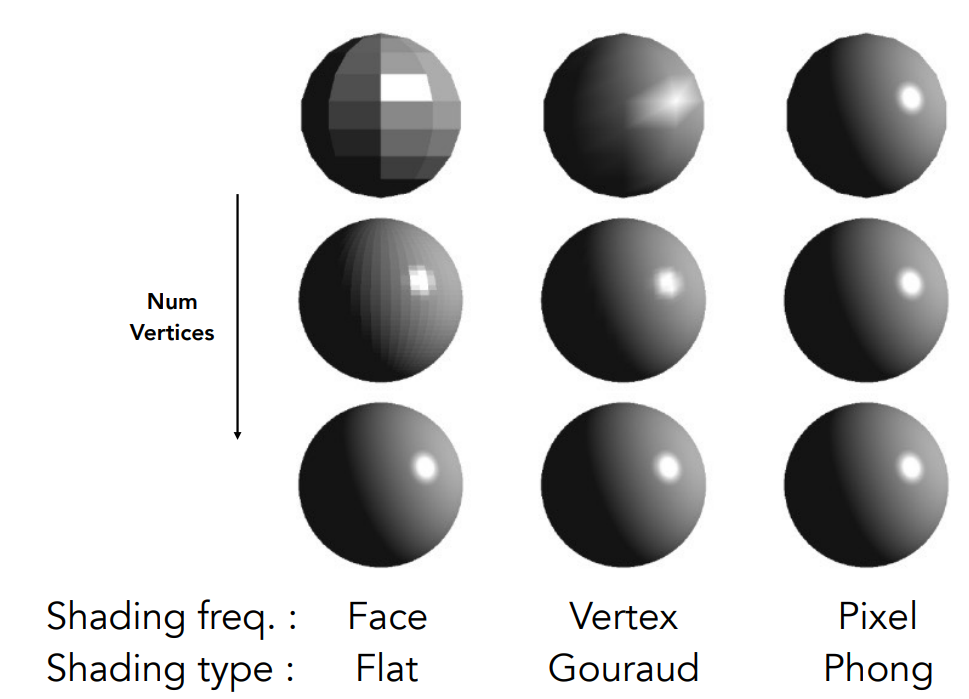 Num
Vertices
Shading freq. : Face Vertex Pixel
Shading type : Flat Gouraud Phong